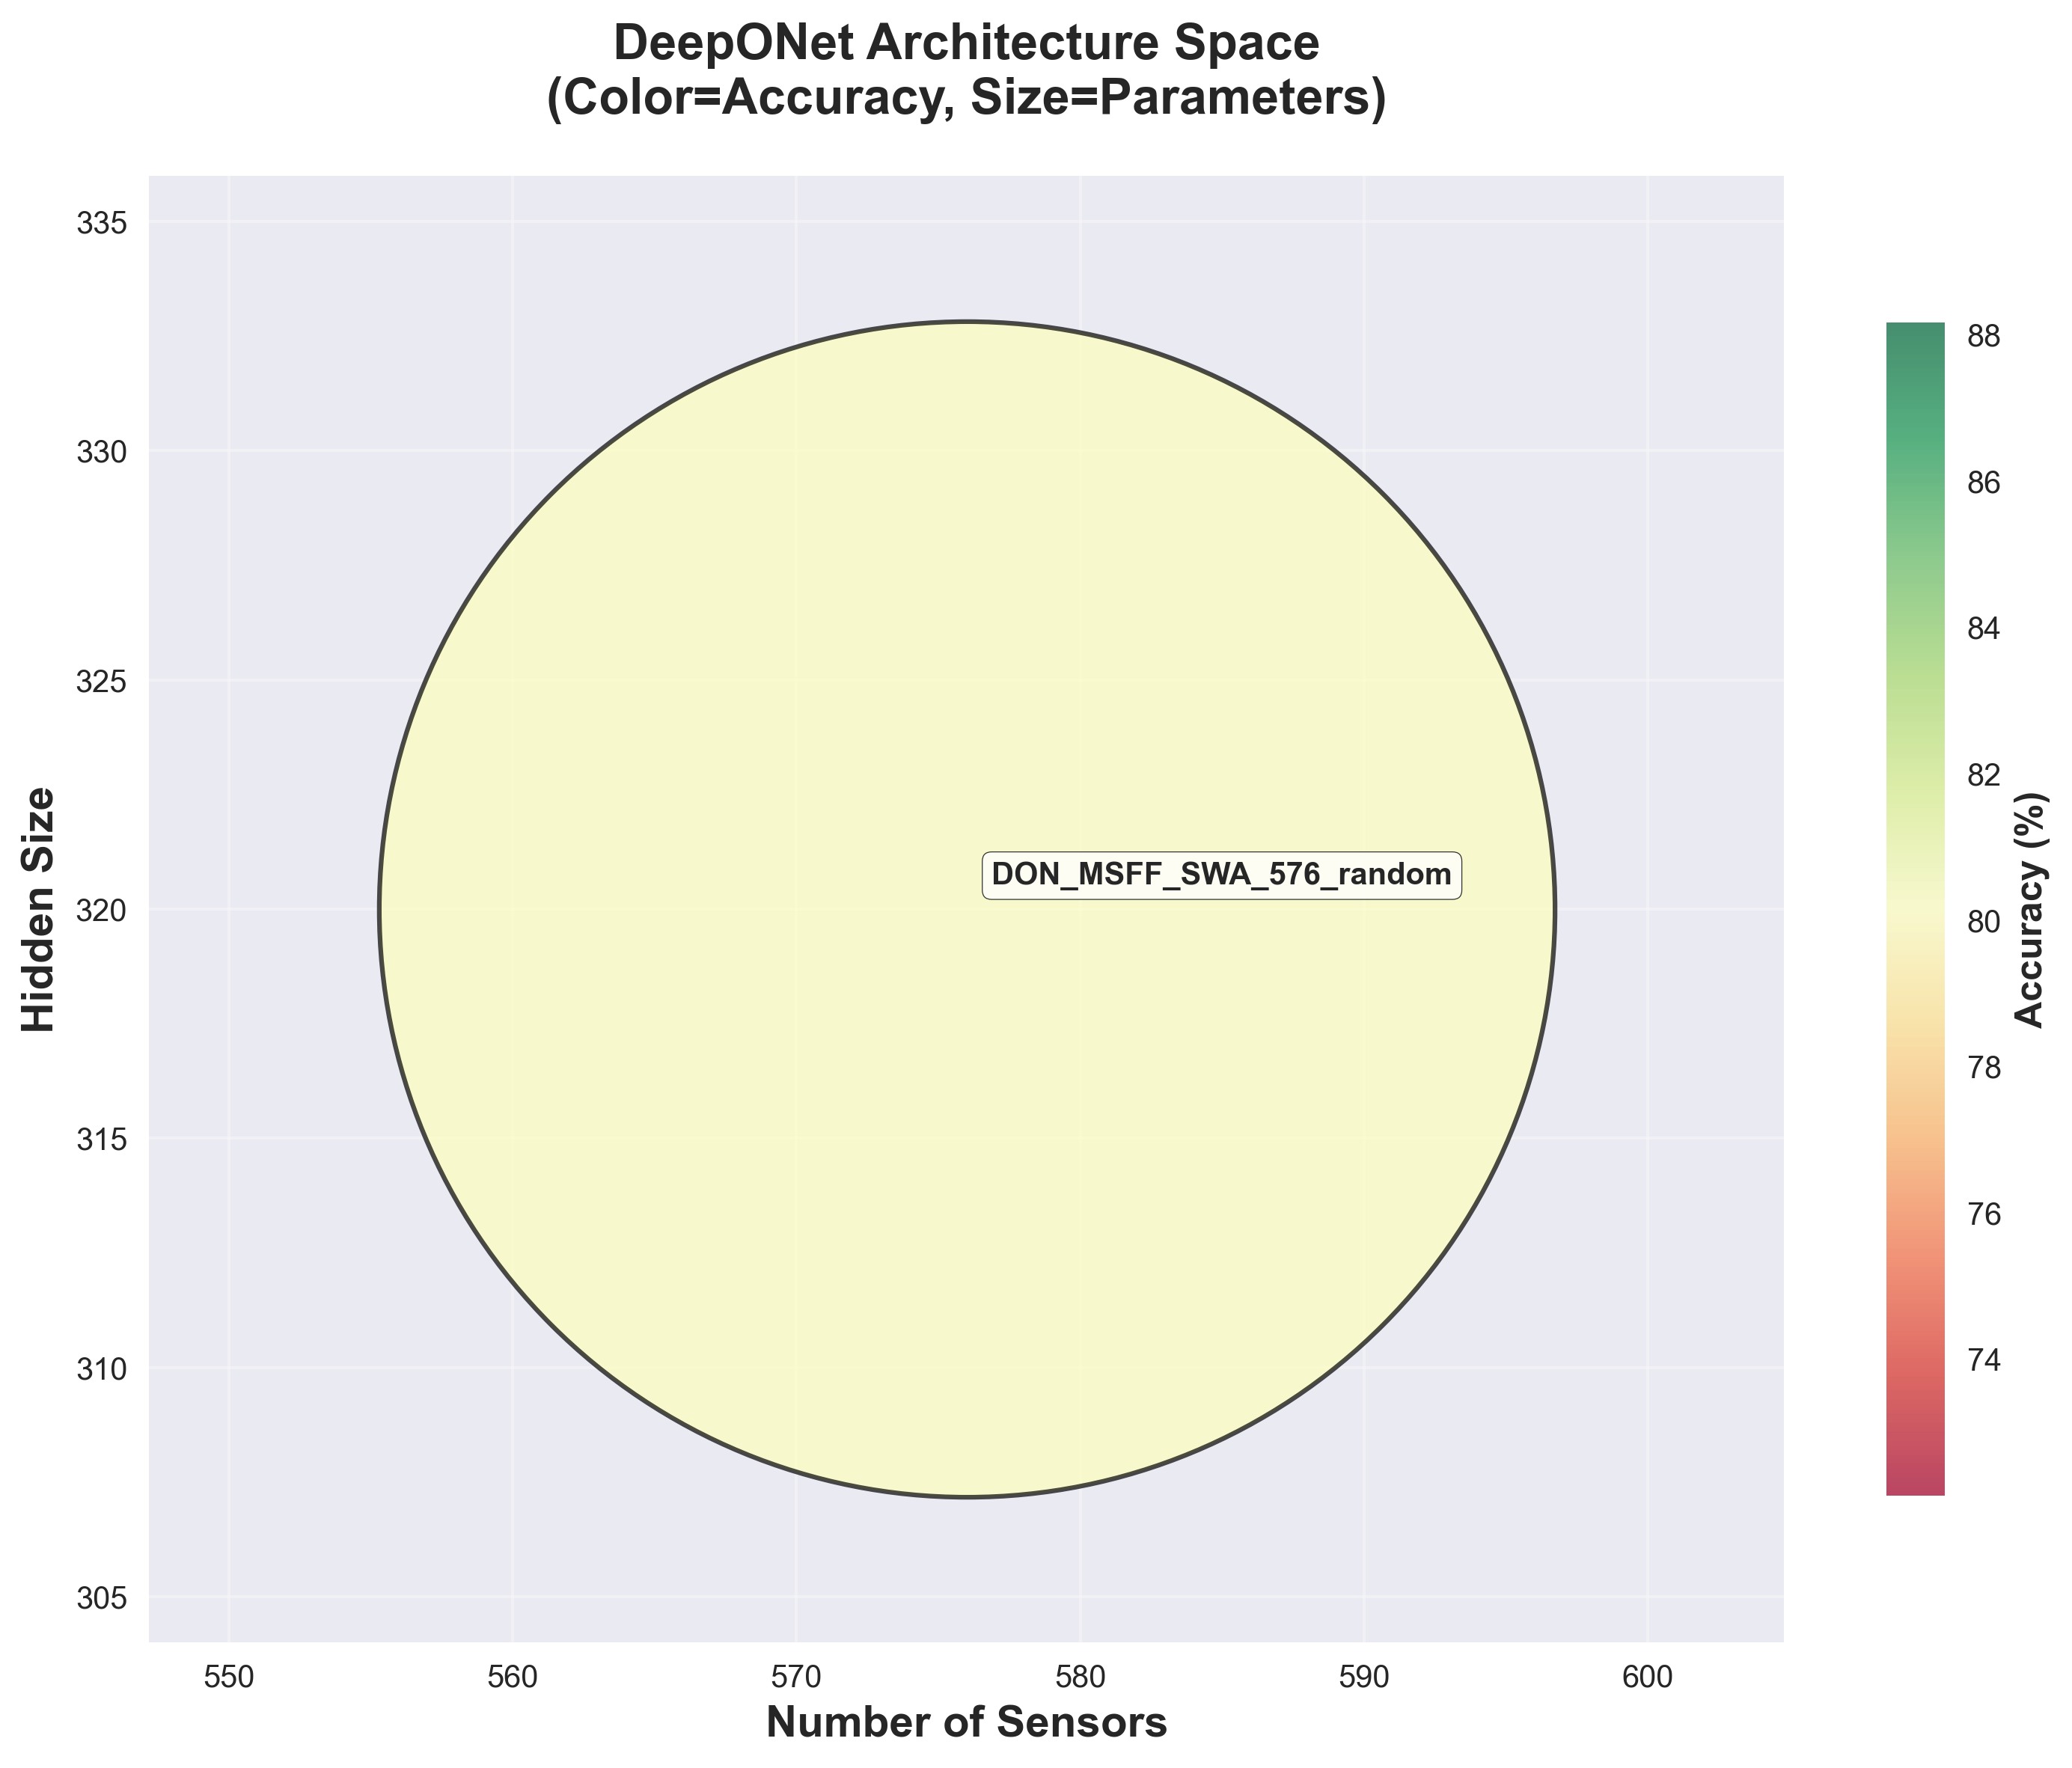 DeepONet Architecture Space
(Color=Accuracy, Size=Parameters)
335
330
325
320
315
310
305
Hidden Size
DON_MSFF_SWA_576_random
550 560 570 580 590 600
Number of Sensors
88
86
84
82
80
78
76
74
Accuracy (%)